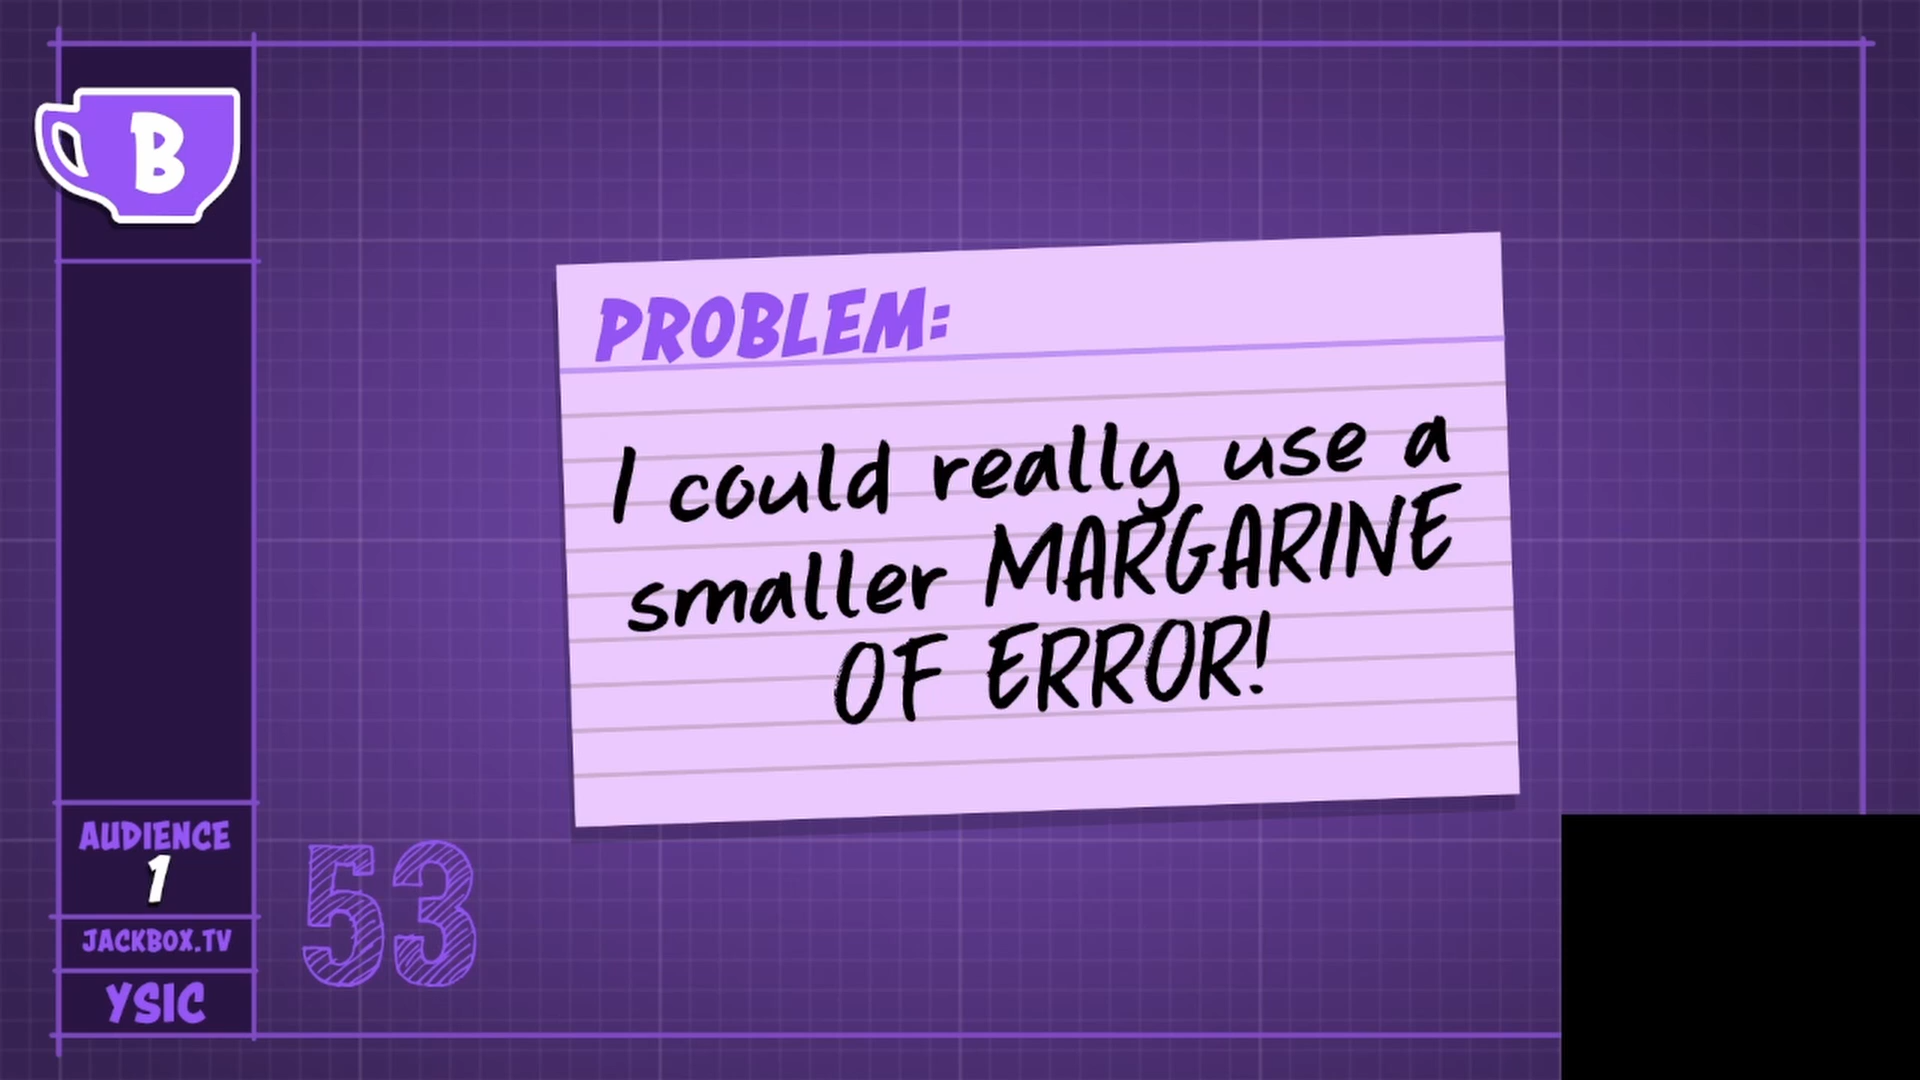 B
PROBLEM:
I could really use a
smaller MARGARINE
OF ERROR!
AUDIENCE
1
JACKBOX.TV
YSIC
53